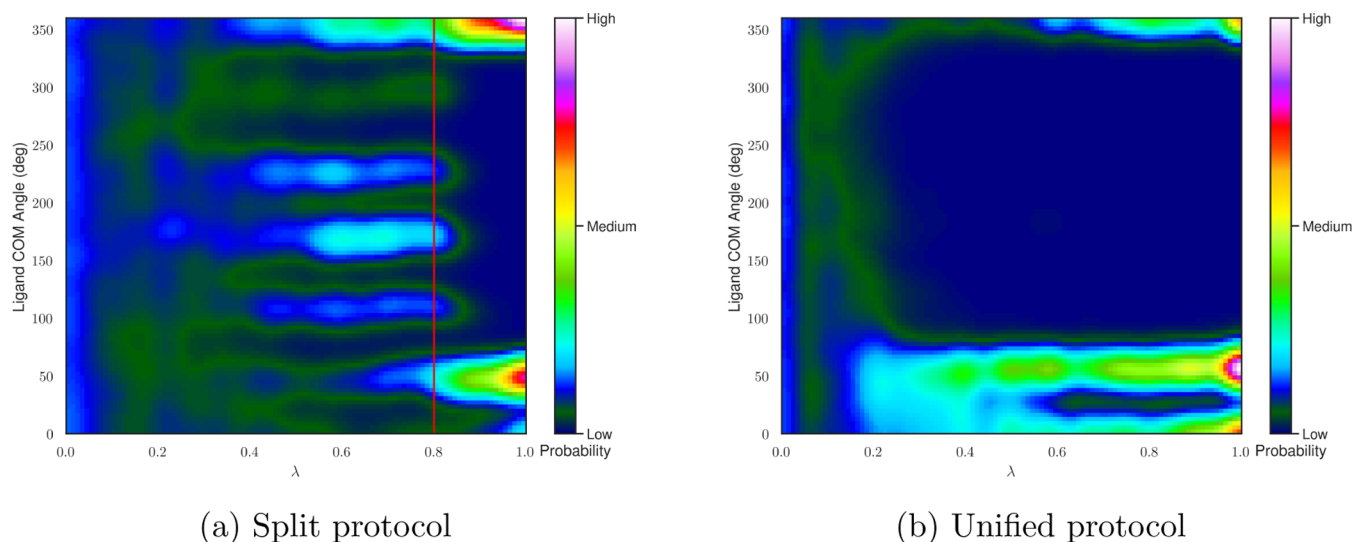 360
350
300
250
200
150
100
50
0
Ligand COM Angle (deg)
0.0 0.2 0.4 0.6 0.8 1.0
λ
High
Medium
Low
Probability
(a) Split protocol
360
350
300
250
200
150
100
50
0
Ligand COM Angle (deg)
0.0 0.2 0.4 0.6 0.8 1.0
λ
High
Medium
Low
Probability
(b) Unified protocol